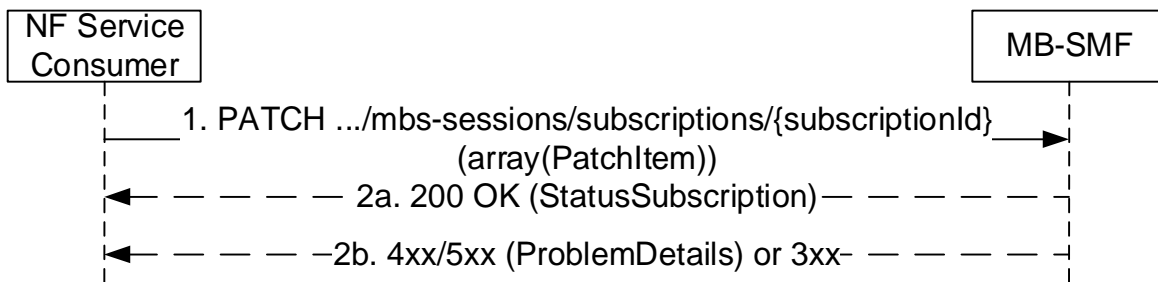 NF Service
Consumer
MB-SMF
1. PATCH .../mbs-sessions/subscriptions/{subscriptionId}
(array(PatchItem))
2a. 200 OK (StatusSubscription)
2b. 4xx/5xx (ProblemDetails) or 3xx